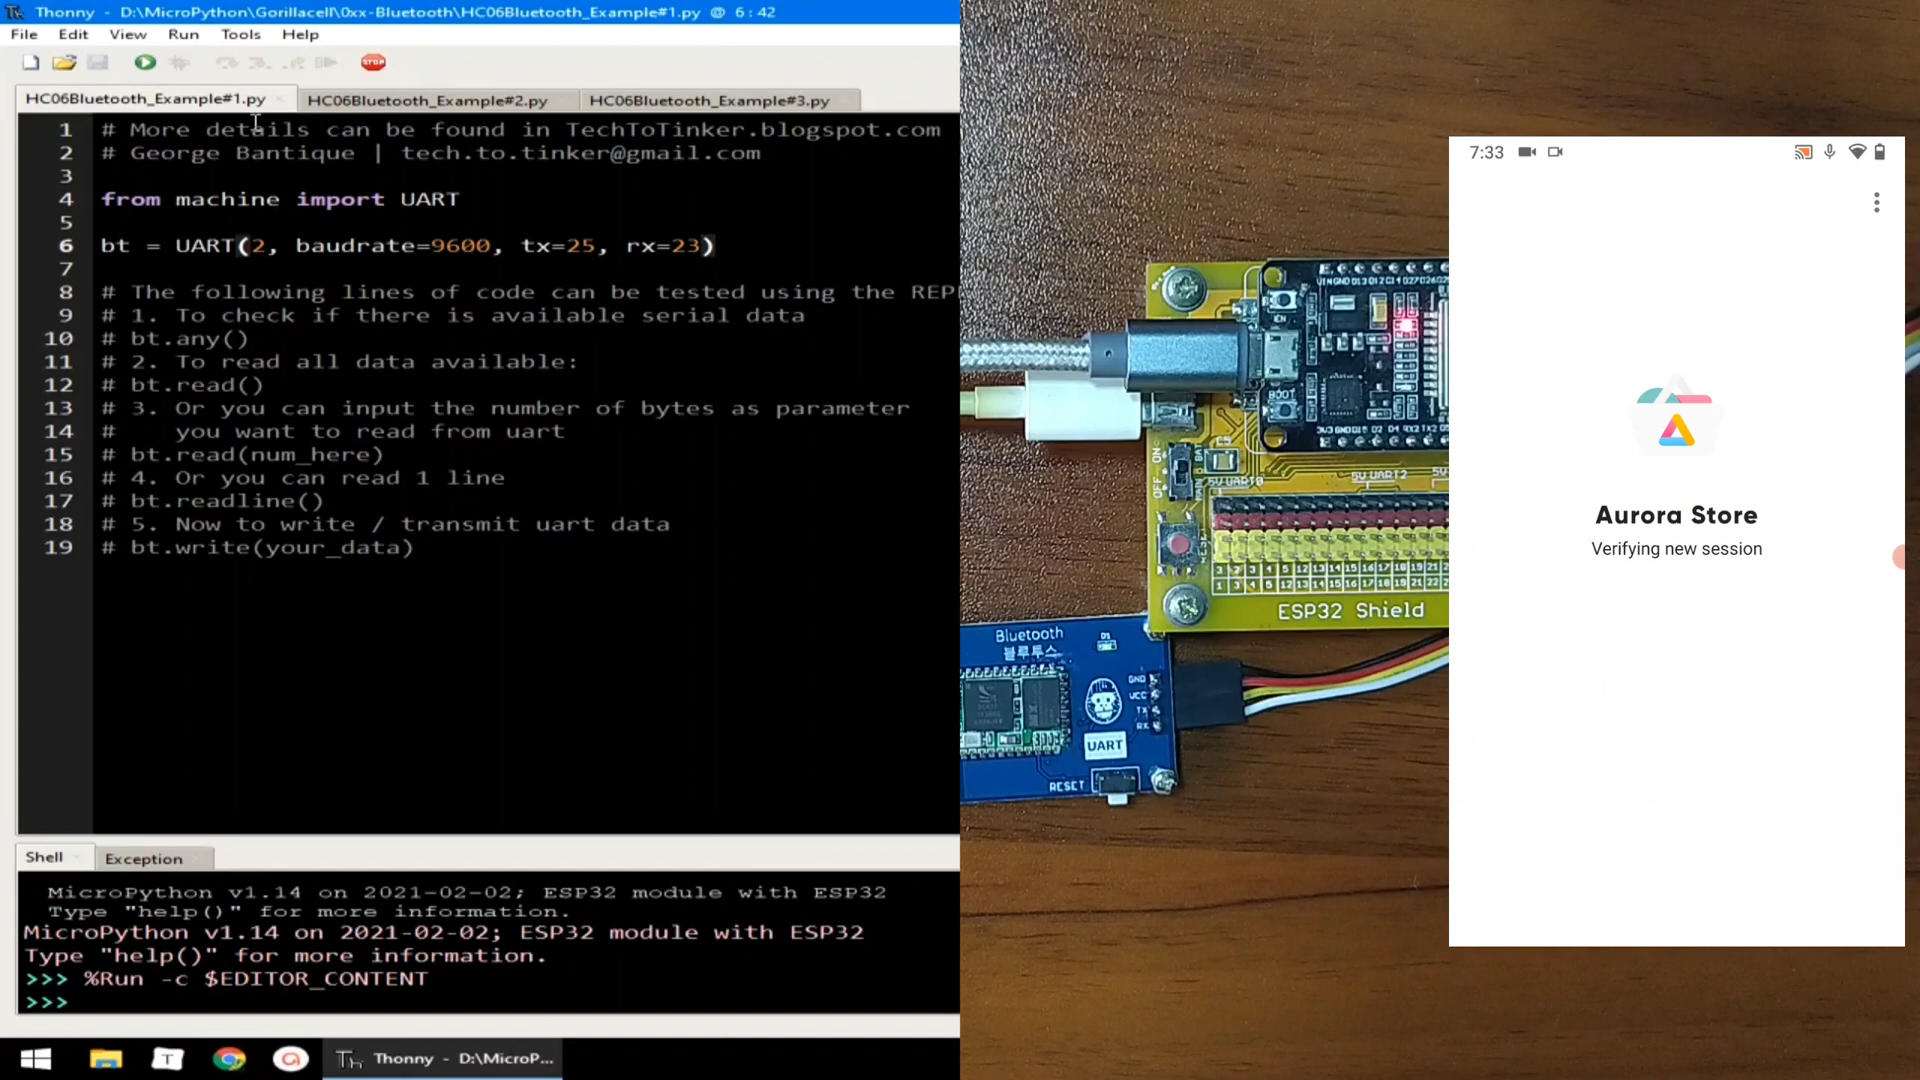 Thonny - D:\MicroPython\Gorillacell\0xx-Bluetooth\HC06Bluetooth_Example#1.py @ 6 : 42
File Edit View Run Tools Help
STOP
HC06Bluetooth_Example#1.py HC06Bluetooth_Example#2.py HC06Bluetooth_Example#3.py
1 # More details can be found in TechToTinker.blogspot.com
2 # George Bantique | tech.to.tinker@gmail.com
3
4 from machine import UART
5
6 bt = UART(2, baudrate=9600, tx=25, rx=23)
7
8 # The following lines of code can be tested using the REP
9 # 1. To check if there is available serial data
10 # bt.any()
11 # 2. To read all data available:
12 # bt.read()
13 # 3. Or you can input the number of bytes as parameter
14 #    you want to read from uart
15 # bt.read(num_here)
16 # 4. Or you can read 1 line
17 # bt.readline()
18 # 5. Now to write / transmit uart data
19 # bt.write(your_data)
Shell Exception
MicroPython v1.14 on 2021-02-02; ESP32 module with ESP32
Type "help()" for more information.
MicroPython v1.14 on 2021-02-02; ESP32 module with ESP32
Type "help()" for more information.
>>> %Run -c $EDITOR_CONTENT
>>>
Thonny - D:\MicroP...
EN
BOOT
ON
OFF
5V UART0
5V UART2
ESP32 Shield
Bluetooth
블루투스
D1
GND
VCC
TX
RX
UART
RESET
7:33
Aurora Store
Verifying new session